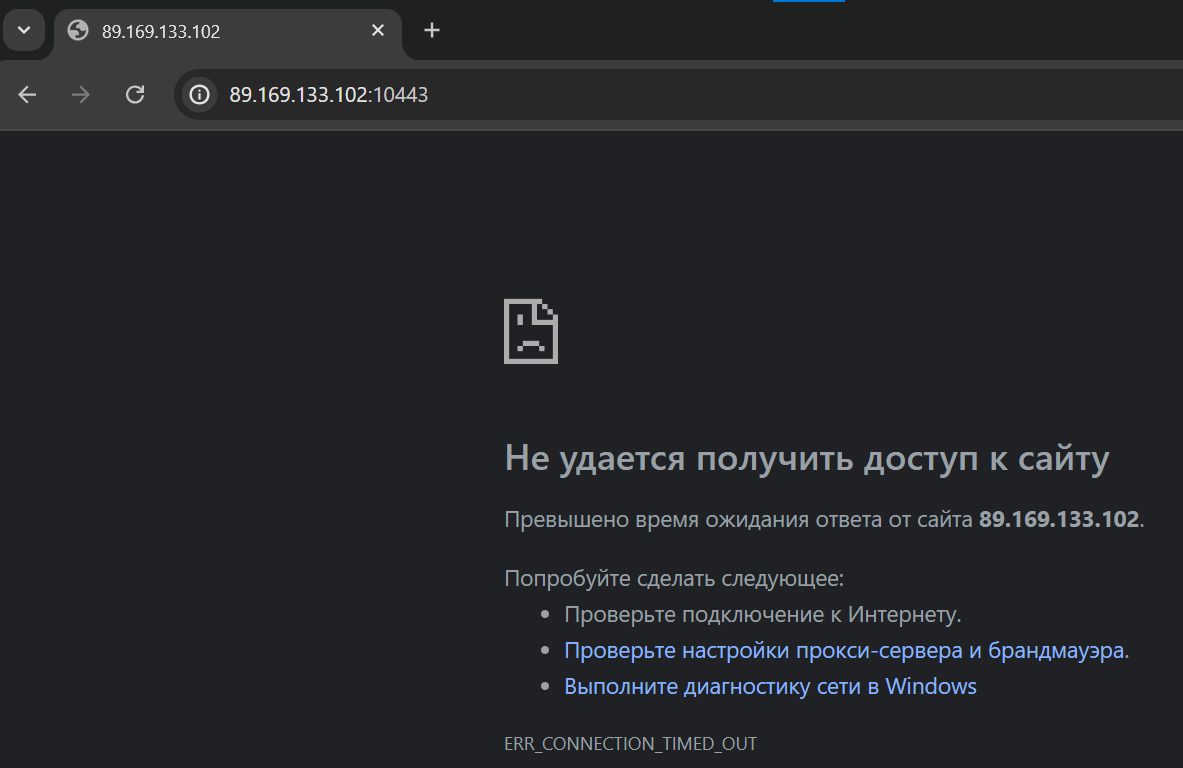 89.169.133.102
89.169.133.102:10443
Не удается получить доступ к сайту
Превышено время ожидания ответа от сайта 89.169.133.102.
Попробуйте сделать следующее:
• Проверьте подключение к Интернету.
• Проверьте настройки прокси-сервера и брандмауэра.
• Выполните диагностику сети в Windows
ERR_CONNECTION_TIMED_OUT